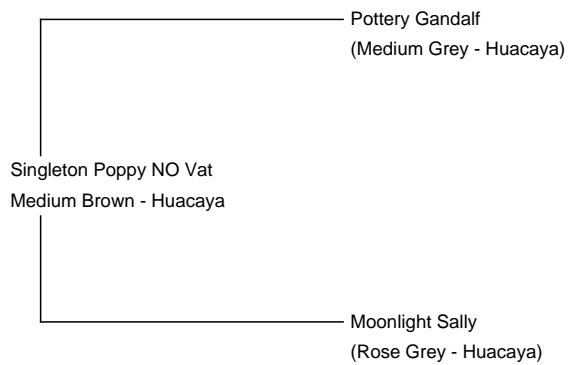 Pottery Gandalf
(Medium Grey - Huacaya)
Singleton Poppy NO Vat
Medium Brown - Huacaya
Moonlight Sally
(Rose Grey - Huacaya)